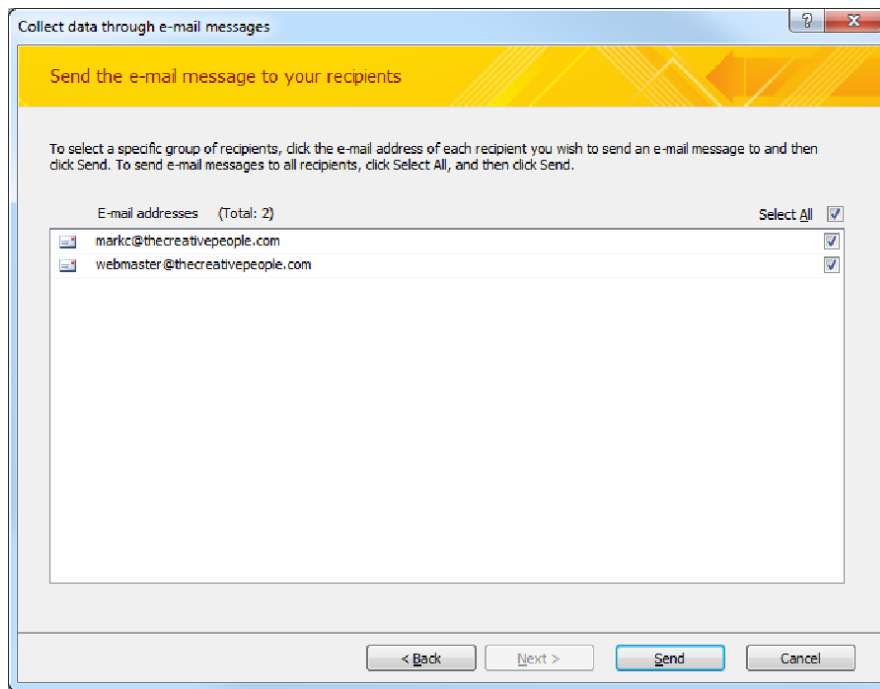 Collect data through e-mail messages
Send the e-mail message to your recipients
To select a specific group of recipients, click the e-mail address of each recipient you wish to send an e-mail message to and then
click Send. To send e-mail messages to all recipients, click Select All, and then click Send.
E-mail addresses (Total: 2) Select All
markc@thecreativepeople.com
webmaster@thecreativepeople.com
< Back Next > Send Cancel